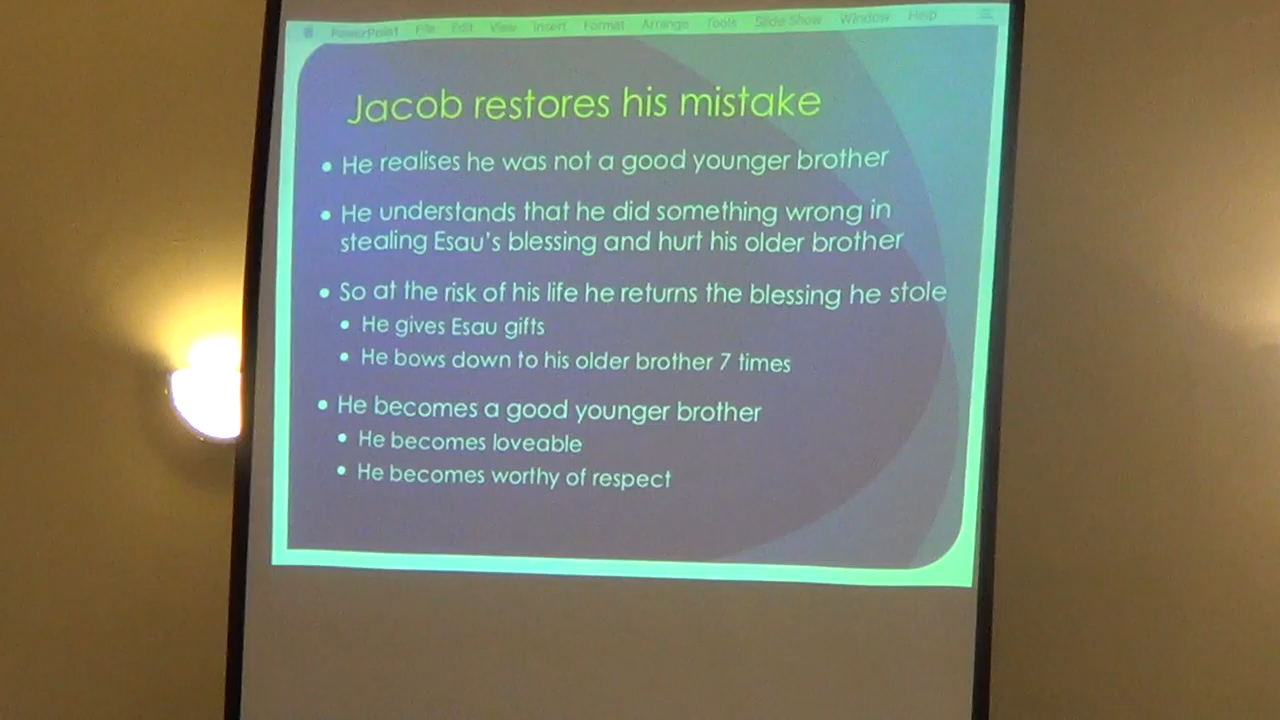 PowerPoint File Edit View Insert Format Arrange Tools Slide Show Window Help
Jacob restores his mistake
• He realises he was not a good younger brother
• He understands that he did something wrong in
stealing Esau's blessing and hurt his older brother
• So at the risk of his life he returns the blessing he stole
• He gives Esau gifts
• He bows down to his older brother 7 times
• He becomes a good younger brother
• He becomes loveable
• He becomes worthy of respect